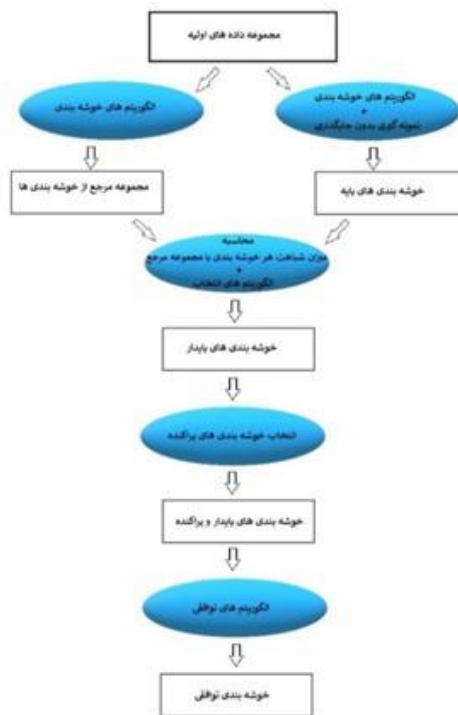 مجموعه داده های اولیه
الگوریتم های خوشه بندی
+
نمونه گوی بدون جایگذاری
الگوریتم های خوشه بندی
خوشه بندی های پایه
مجموعه مرجع از خوشه بندی ها
محاسبه
میزان شباهت هر خوشه بندی با مجموعه مرجع
+
الگوریتم های انتخاب
خوشه بندی های پایدار
انتخاب خوشه بندی های پراکنده
خوشه بندی های پایدار و پراکنده
الگوریتم های توافقی
خوشه بندی توافقی